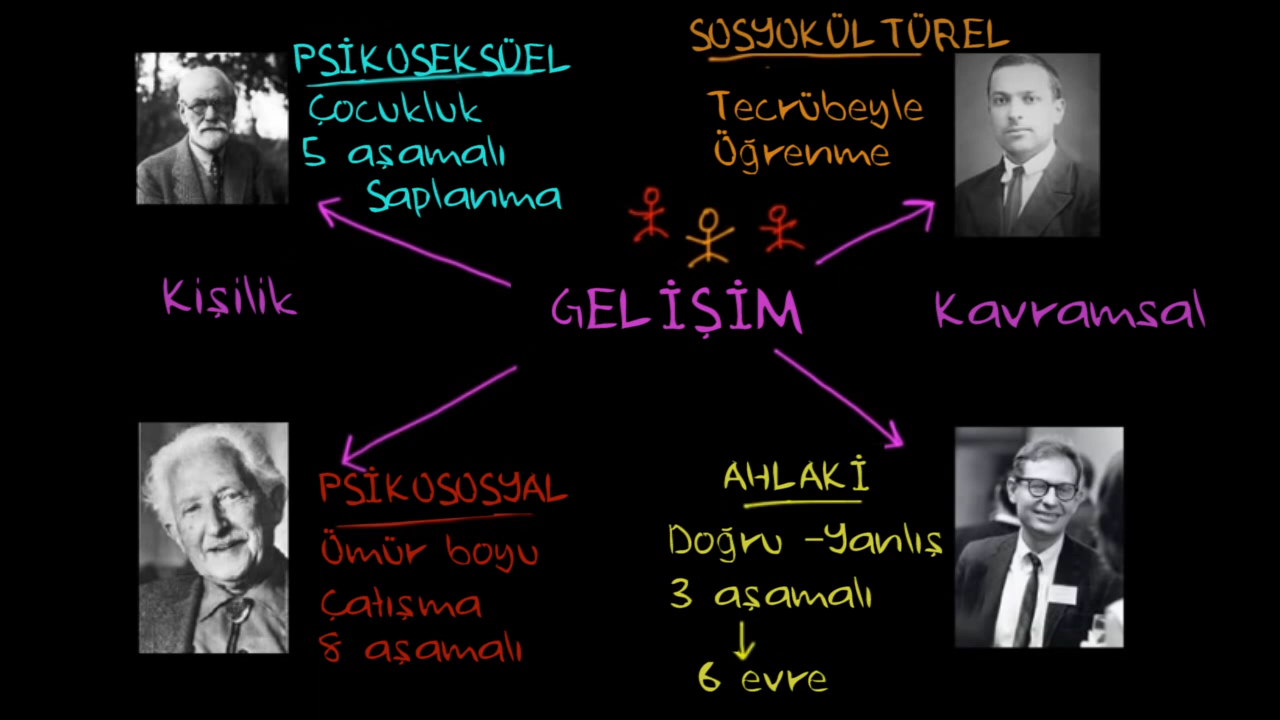 PSİKOSEKSÜEL
Çocukluk
5 aşamalı
Saplanma
SOSYOKÜLTÜREL
Tecrübeyle
Öğrenme
Kişilik
GELİŞİM
Kavramsal
PSİKOSOSYAL
Ömür boyu
Çatışma
8 aşamalı
AHLAKİ
Doğru -Yanlış
3 aşamalı
6 evre